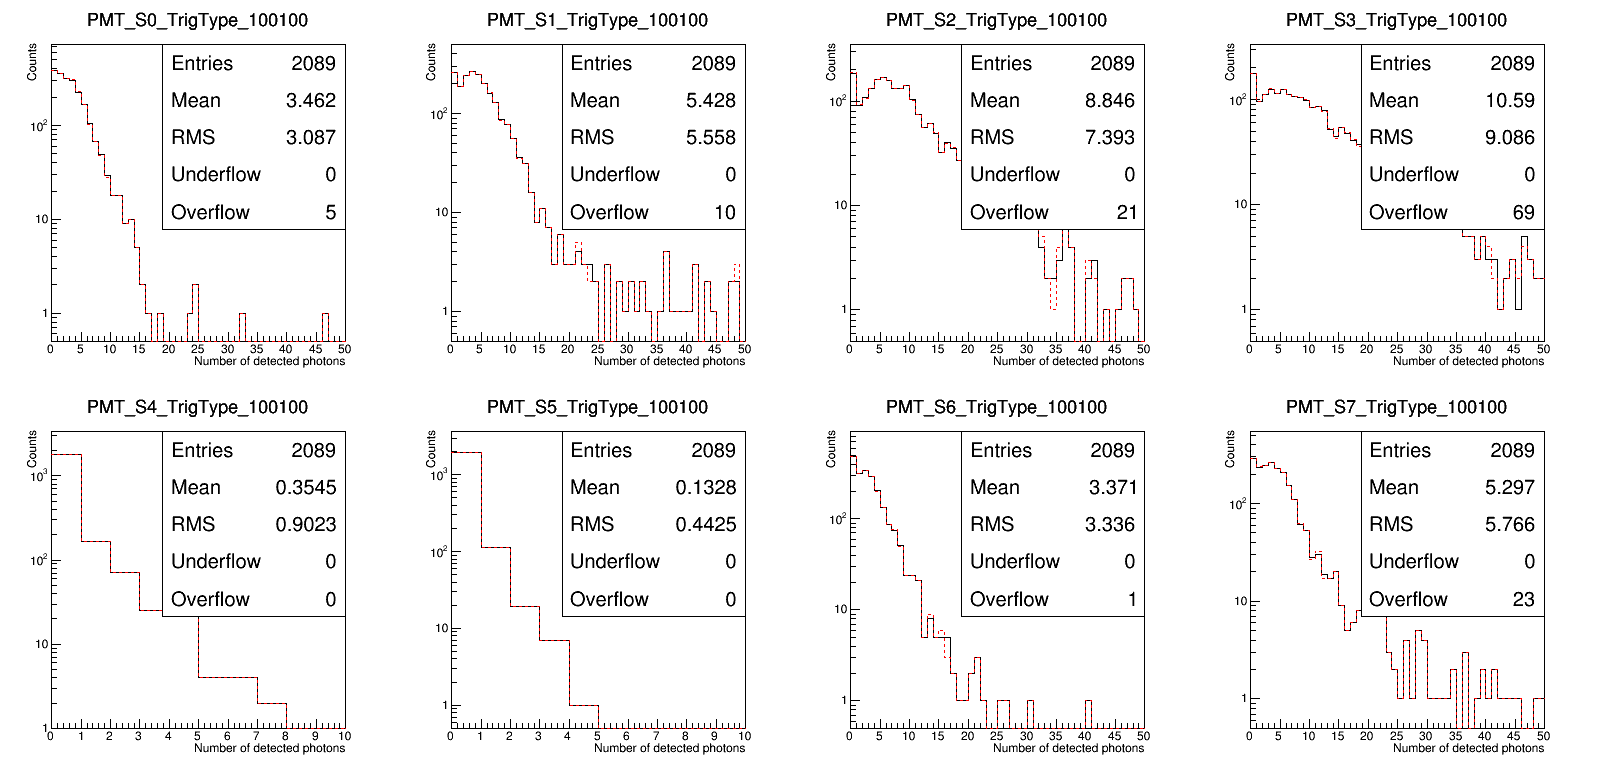 PMT_S0_TrigType_100100
Counts
10²
10
1
Entries 2089
Mean 3.462
RMS 3.087
Underflow 0
Overflow 5
0 5 10 15 20 25 30 35 40 45 50
Number of detected photons
PMT_S1_TrigType_100100
Counts
10²
10
1
Entries 2089
Mean 5.428
RMS 5.558
Underflow 0
Overflow 10
0 5 10 15 20 25 30 35 40 45 50
Number of detected photons
PMT_S2_TrigType_100100
Counts
10²
10
1
Entries 2089
Mean 8.846
RMS 7.393
Underflow 0
Overflow 21
0 5 10 15 20 25 30 35 40 45 50
Number of detected photons
PMT_S3_TrigType_100100
Counts
10²
10
1
Entries 2089
Mean 10.59
RMS 9.086
Underflow 0
Overflow 69
0 5 10 15 20 25 30 35 40 45 50
Number of detected photons
PMT_S4_TrigType_100100
Counts
10³
10²
10
1
Entries 2089
Mean 0.3545
RMS 0.9023
Underflow 0
Overflow 0
0 1 2 3 4 5 6 7 8 9 10
Number of detected photons
PMT_S5_TrigType_100100
Counts
10³
10²
10
1
Entries 2089
Mean 0.1328
RMS 0.4425
Underflow 0
Overflow 0
0 1 2 3 4 5 6 7 8 9 10
Number of detected photons
PMT_S6_TrigType_100100
Counts
10²
10
1
Entries 2089
Mean 3.371
RMS 3.336
Underflow 0
Overflow 1
0 5 10 15 20 25 30 35 40 45 50
Number of detected photons
PMT_S7_TrigType_100100
Counts
10²
10
1
Entries 2089
Mean 5.297
RMS 5.766
Underflow 0
Overflow 23
0 5 10 15 20 25 30 35 40 45 50
Number of detected photons